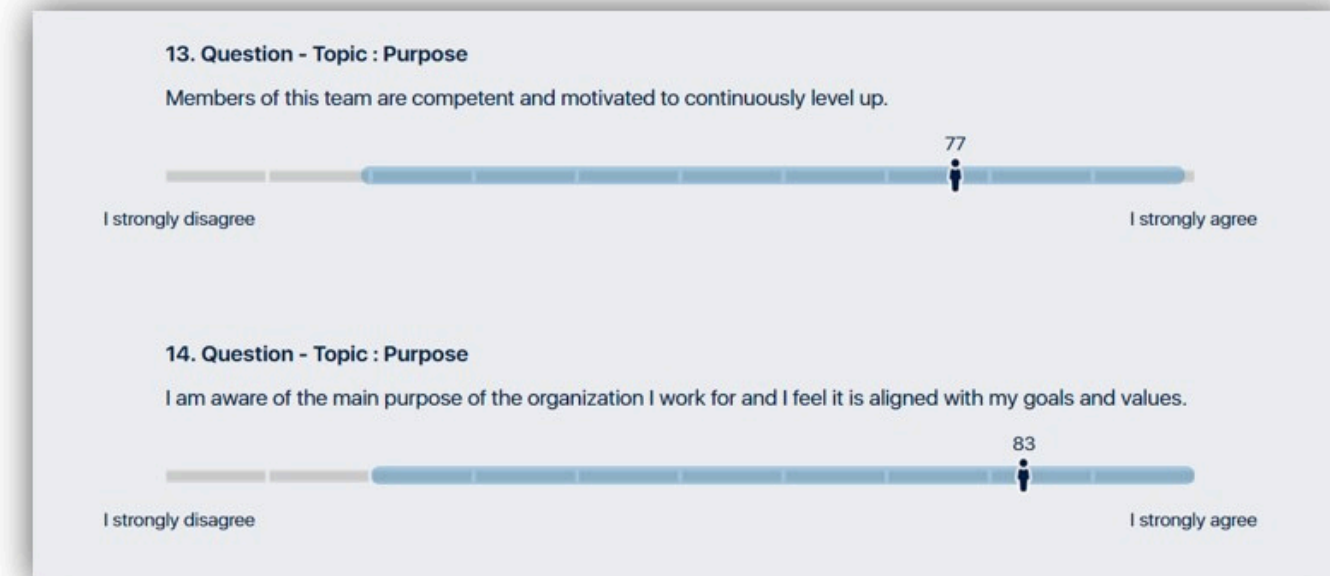 13. Question - Topic : Purpose
Members of this team are competent and motivated to continuously level up.
77
I strongly disagree
I strongly agree
14. Question - Topic : Purpose
I am aware of the main purpose of the organization I work for and I feel it is aligned with my goals and values.
83
I strongly disagree
I strongly agree